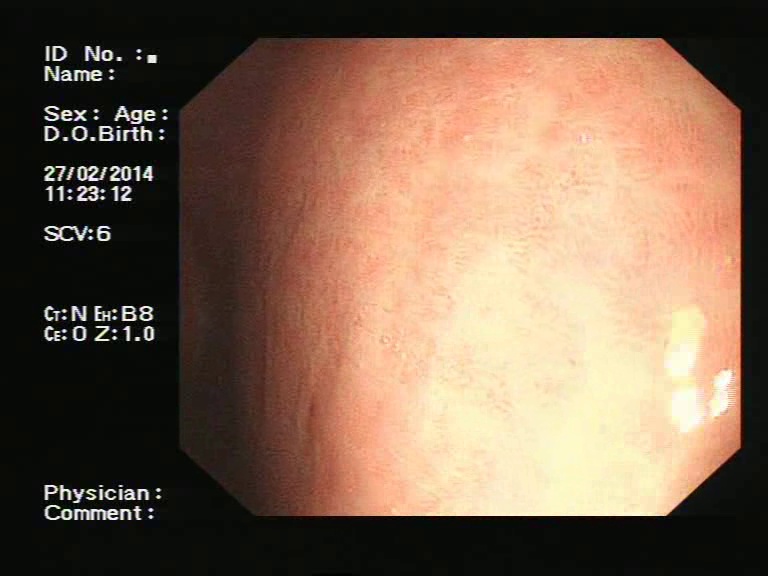 ID No. :
Name:
Sex: Age:
D.O.Birth:
27/02/2014
11:23:12
SCV:6
CT:N EH:B8
CE:0 Z:1.0
Physician:
Comment: